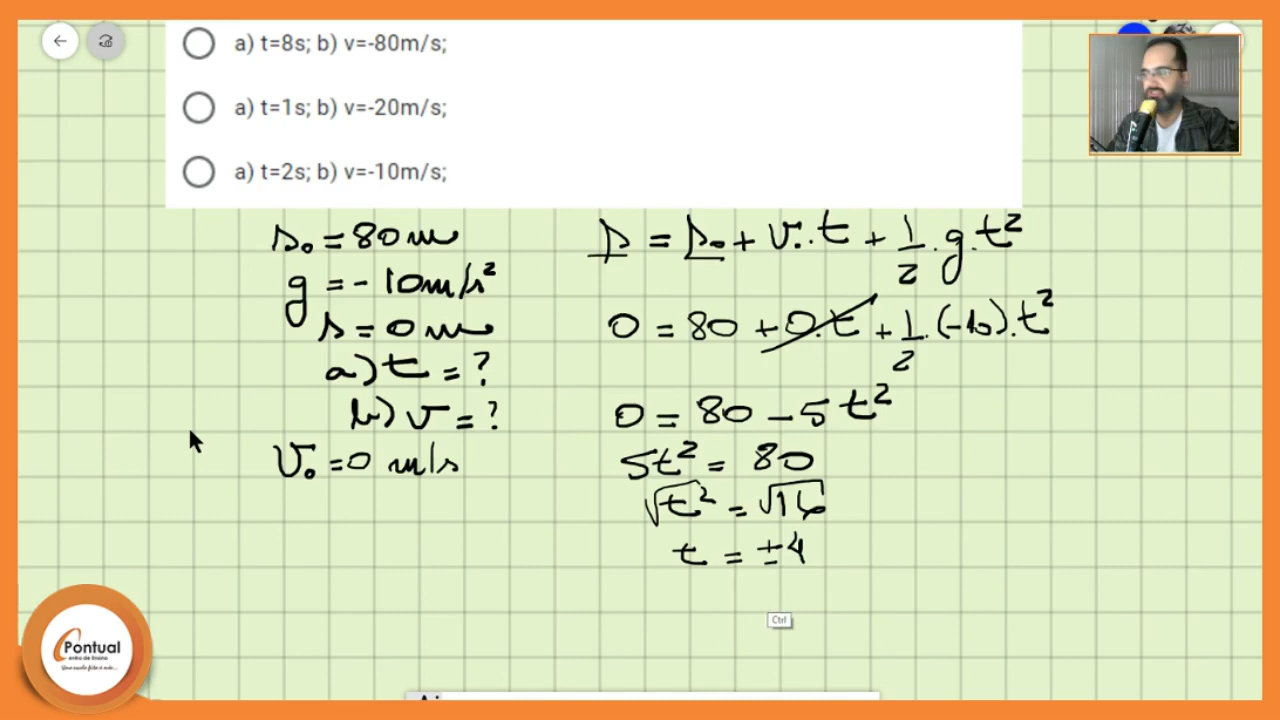 a) t=8s; b) v=-80m/s;
a) t=1s; b) v=-20m/s;
a) t=2s; b) v=-10m/s;
s₀ = 80 m
g = - 10 m/s²
s = 0 m
a) t = ?
b) v = ?
V₀ = 0 m/s
s = s₀ + v₀.t + 1/2 . g . t²
0 = 80 + 0.t + 1/2 . (-10) . t²
0 = 80 - 5t²
5t² = 80
√t² = √16
t = ±4
Ctrl
Pontual